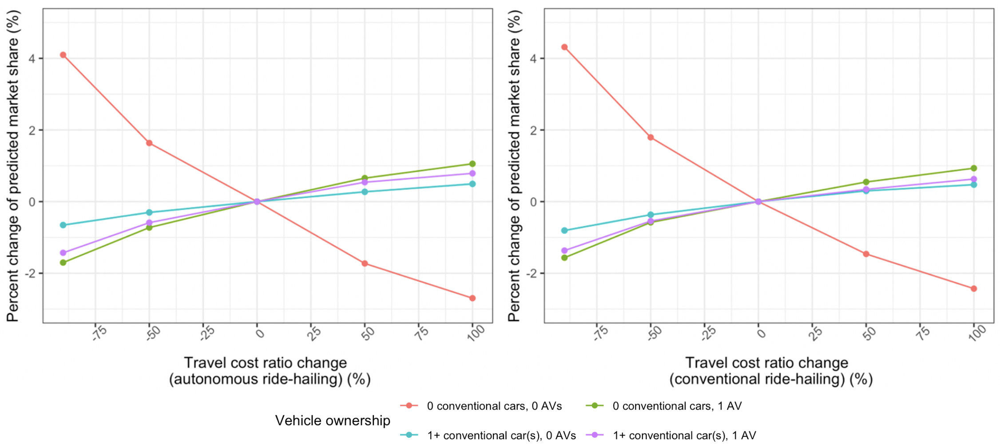 Percent change of predicted market share (%)
4
2
0
-2
-75
-50
-25
0
25
50
75
100
Travel cost ratio change
(autonomous ride-hailing) (%)
Percent change of predicted market share (%)
4
2
0
-2
-75
-50
-25
0
25
50
75
100
Travel cost ratio change
(conventional ride-hailing) (%)
Vehicle ownership
0 conventional cars, 0 AVs
0 conventional cars, 1 AV
1+ conventional car(s), 0 AVs
1+ conventional car(s), 1 AV